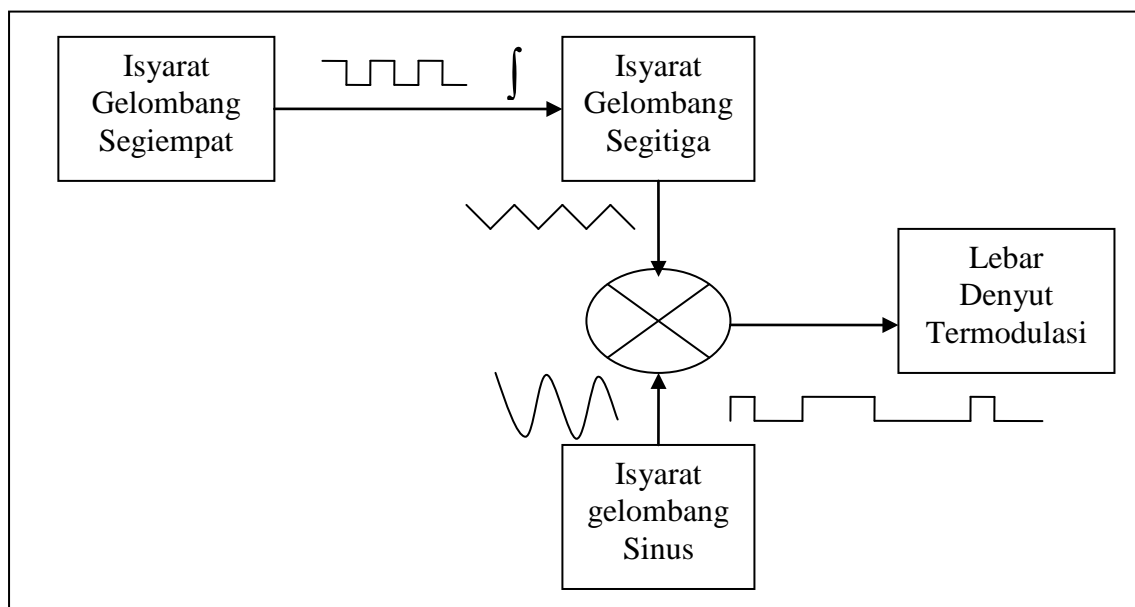 Isyarat
Gelombang
Segiempat
∫
Isyarat
Gelombang
Segitiga
Lebar
Denyut
Termodulasi
Isyarat
gelombang
Sinus